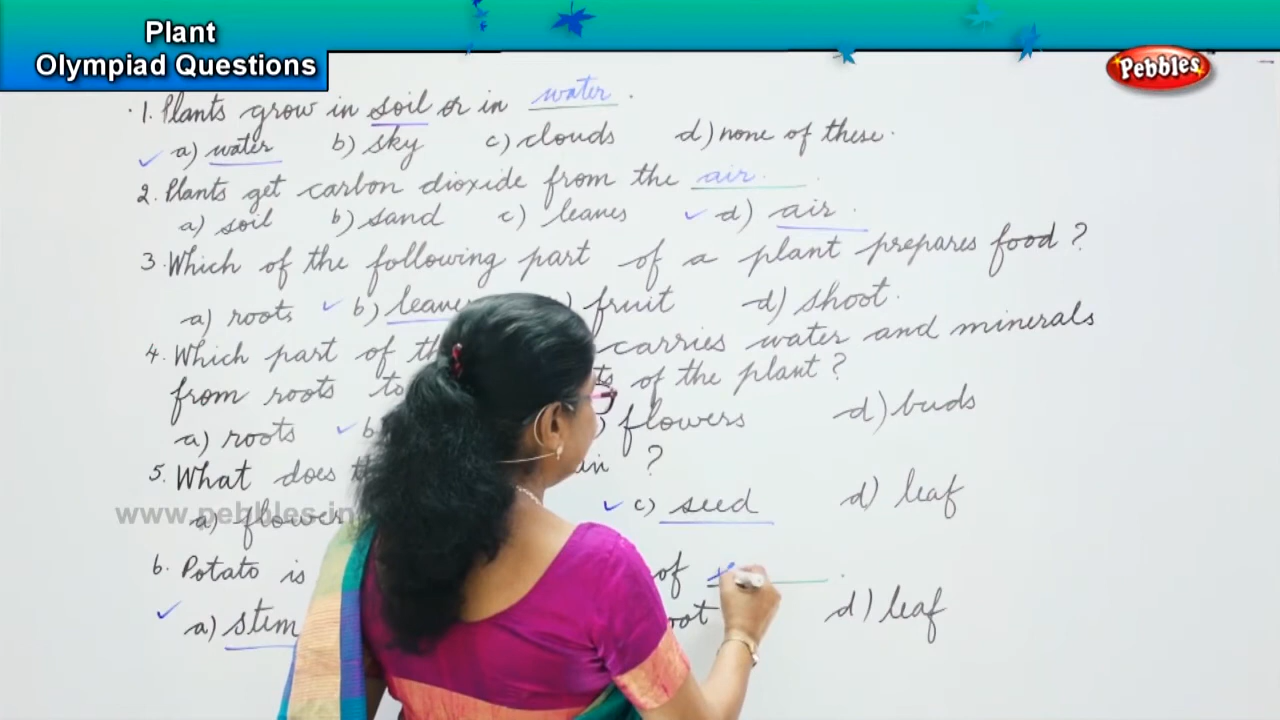 Plant
Olympiad Questions
Pebbles
1. Plants grow in soil or in water.
a) water b) sky c) clouds d) none of these.
2. Plants get carbon dioxide from the air.
a) soil b) sand c) leaves d) air.
3. Which of the following part of a plant prepares food?
a) roots b) leaves fruit d) shoot.
4. Which part of carries water and minerals
from roots to of the plant?
a) roots flowers d) buds
5. What does ?
www.pebbles.in
a) flower c) seed d) leaf
6. Potato is of
a) stem d) leaf